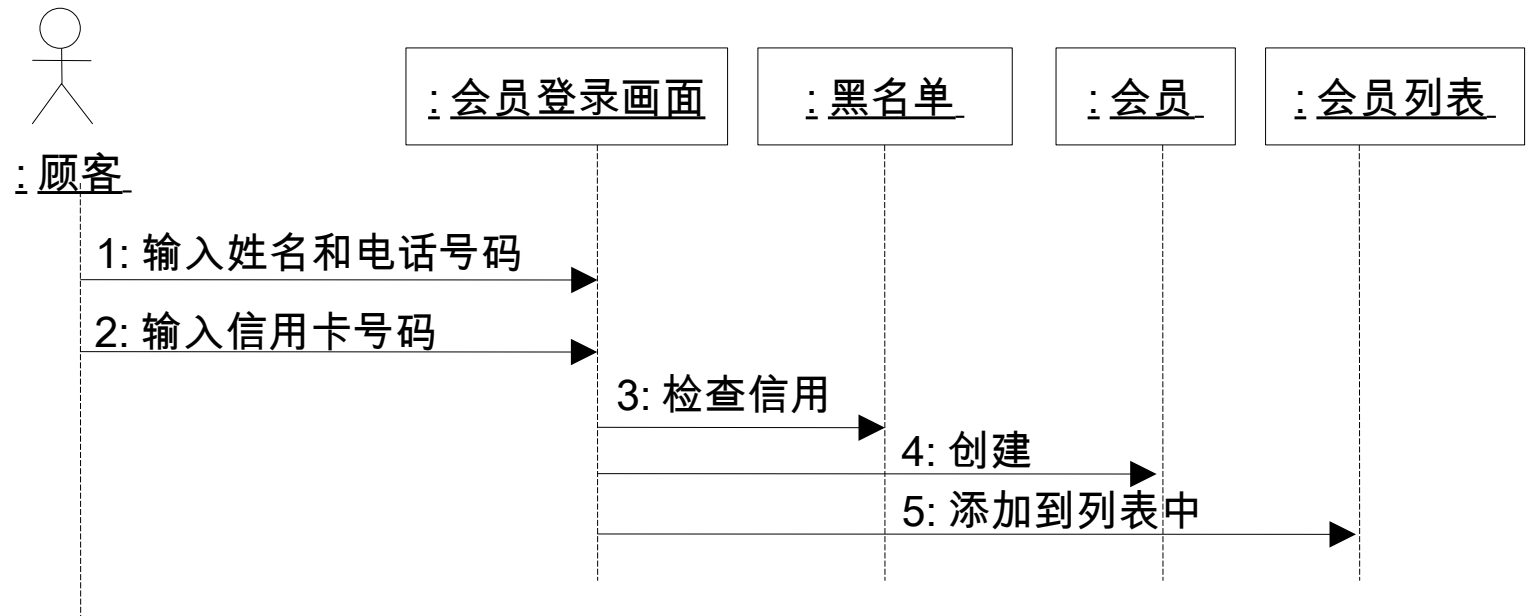 : 会员登录画面
: 黑名单
: 会员
: 会员列表
: 顾客
1: 输入姓名和电话号码
2: 输入信用卡号码
3: 检查信用
4: 创建
5: 添加到列表中